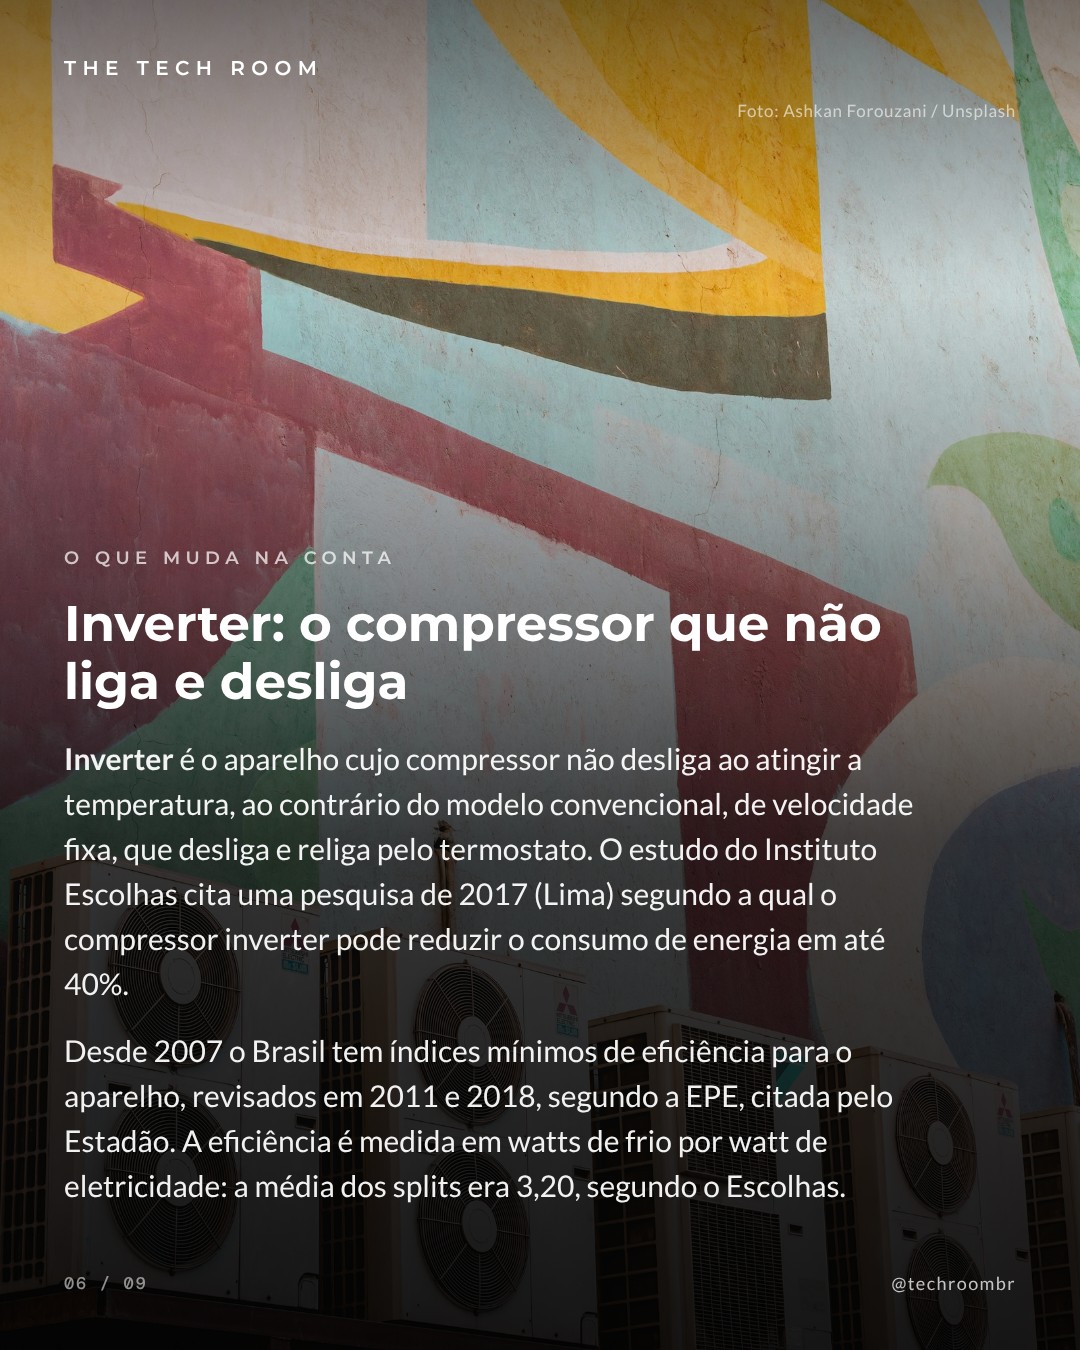 THE TECH ROOM
Foto: Ashkan Forouzani / Unsplash
O QUE MUDA NA CONTA
Inverter: o compressor que não
liga e desliga
Inverter é o aparelho cujo compressor não desliga ao atingir a
temperatura, ao contrário do modelo convencional, de velocidade
fixa, que desliga e religa pelo termostato. O estudo do Instituto
Escolhas cita uma pesquisa de 2017 (Lima) segundo a qual o
compressor inverter pode reduzir o consumo de energia em até
40%.
Desde 2007 o Brasil tem índices mínimos de eficiência para o
aparelho, revisados em 2011 e 2018, segundo a EPE, citada pelo
Estadão. A eficiência é medida em watts de frio por watt de
eletricidade: a média dos splits era 3,20, segundo o Escolhas.
06 / 09
@techroombr